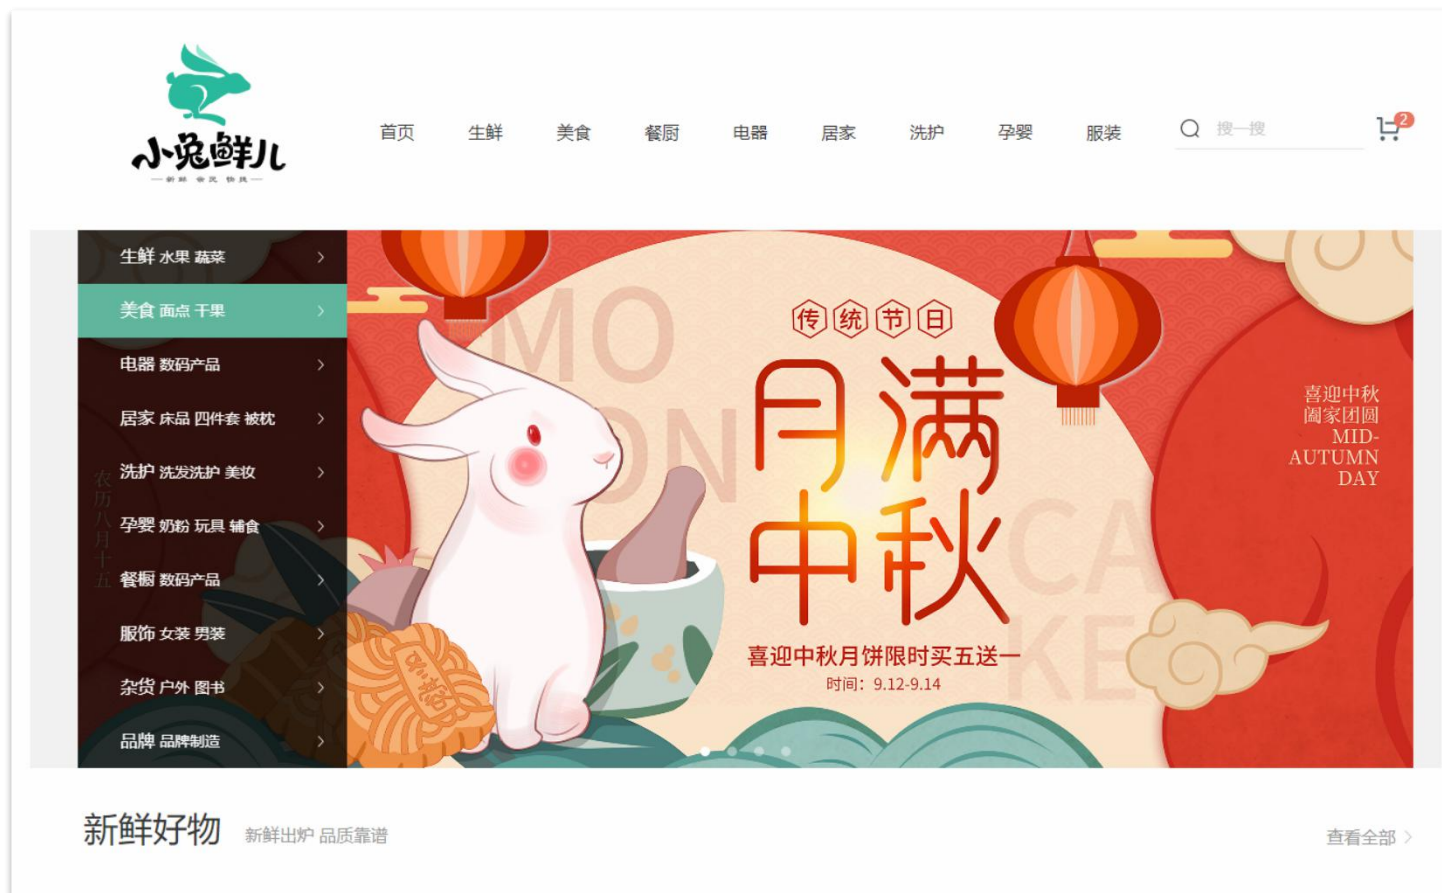 小兔鲜儿
新鲜 惠民 快捷
首页 生鲜 美食 餐厨 电器 居家 洗护 孕婴 服装
搜一搜
2
生鲜 水果 蔬菜
美食 面点 干果
电器 数码产品
居家 床品 四件套 被枕
洗护 洗发洗护 美妆
孕婴 奶粉 玩具 辅食
餐橱 数码产品
服饰 女装 男装
杂货 户外 图书
品牌 品牌制造
农历八月十五
MO
ON
CA
KE
传统节日
月满
中秋
喜迎中秋月饼限时买五送一
时间：9.12-9.14
喜迎中秋
阖家团圆
MID-
AUTUMN
DAY
新鲜好物 新鲜出炉 品质靠谱
查看全部